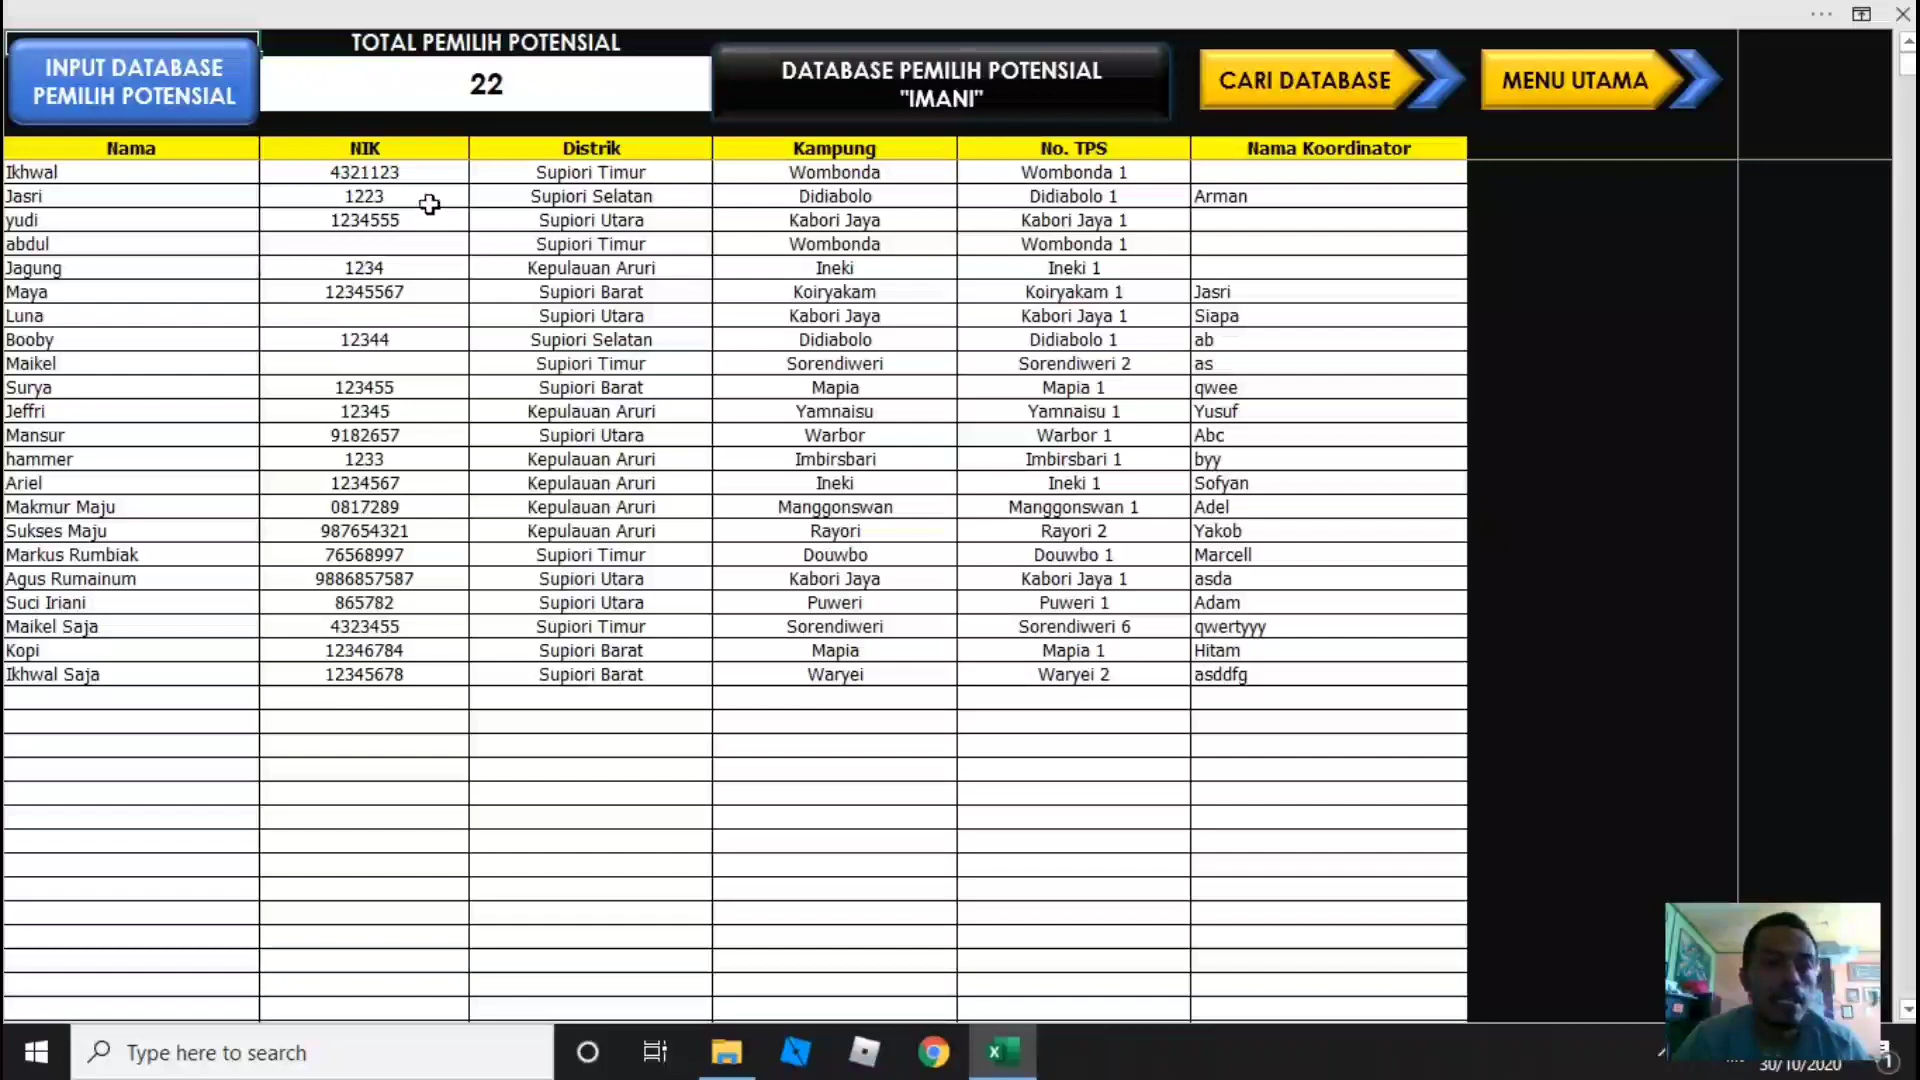 INPUT DATABASE
PEMILIH POTENSIAL
TOTAL PEMILIH POTENSIAL
22
DATABASE PEMILIH POTENSIAL
"IMANI"
CARI DATABASE
MENU UTAMA
Nama NIK Distrik Kampung No. TPS Nama Koordinator
Ikhwal 4321123 Supiori Timur Wombonda Wombonda 1
Jasri 1223 Supiori Selatan Didiabolo Didiabolo 1 Arman
yudi 1234555 Supiori Utara Kabori Jaya Kabori Jaya 1
abdul Supiori Timur Wombonda Wombonda 1
Jagung 1234 Kepulauan Aruri Ineki Ineki 1
Maya 12345567 Supiori Barat Koiryakam Koiryakam 1 Jasri
Luna Supiori Utara Kabori Jaya Kabori Jaya 1 Siapa
Booby 12344 Supiori Selatan Didiabolo Didiabolo 1 ab
Maikel Supiori Timur Sorendiweri Sorendiweri 2 as
Surya 123455 Supiori Barat Mapia Mapia 1 qwee
Jeffri 12345 Kepulauan Aruri Yamnaisu Yamnaisu 1 Yusuf
Mansur 9182657 Supiori Utara Warbor Warbor 1 Abc
hammer 1233 Kepulauan Aruri Imbirsbari Imbirsbari 1 byy
Ariel 1234567 Kepulauan Aruri Ineki Ineki 1 Sofyan
Makmur Maju 0817289 Kepulauan Aruri Manggonswan Manggonswan 1 Adel
Sukses Maju 987654321 Kepulauan Aruri Rayori Rayori 2 Yakob
Markus Rumbiak 76568997 Supiori Timur Douwbo Douwbo 1 Marcell
Agus Rumainum 9886857587 Supiori Utara Kabori Jaya Kabori Jaya 1 asda
Suci Iriani 865782 Supiori Utara Puweri Puweri 1 Adam
Maikel Saja 4323455 Supiori Timur Sorendiweri Sorendiweri 6 qwertyyy
Kopi 12346784 Supiori Barat Mapia Mapia 1 Hitam
Ikhwal Saja 12345678 Supiori Barat Waryei Waryei 2 asddfg
Type here to search
30/10/2020
1